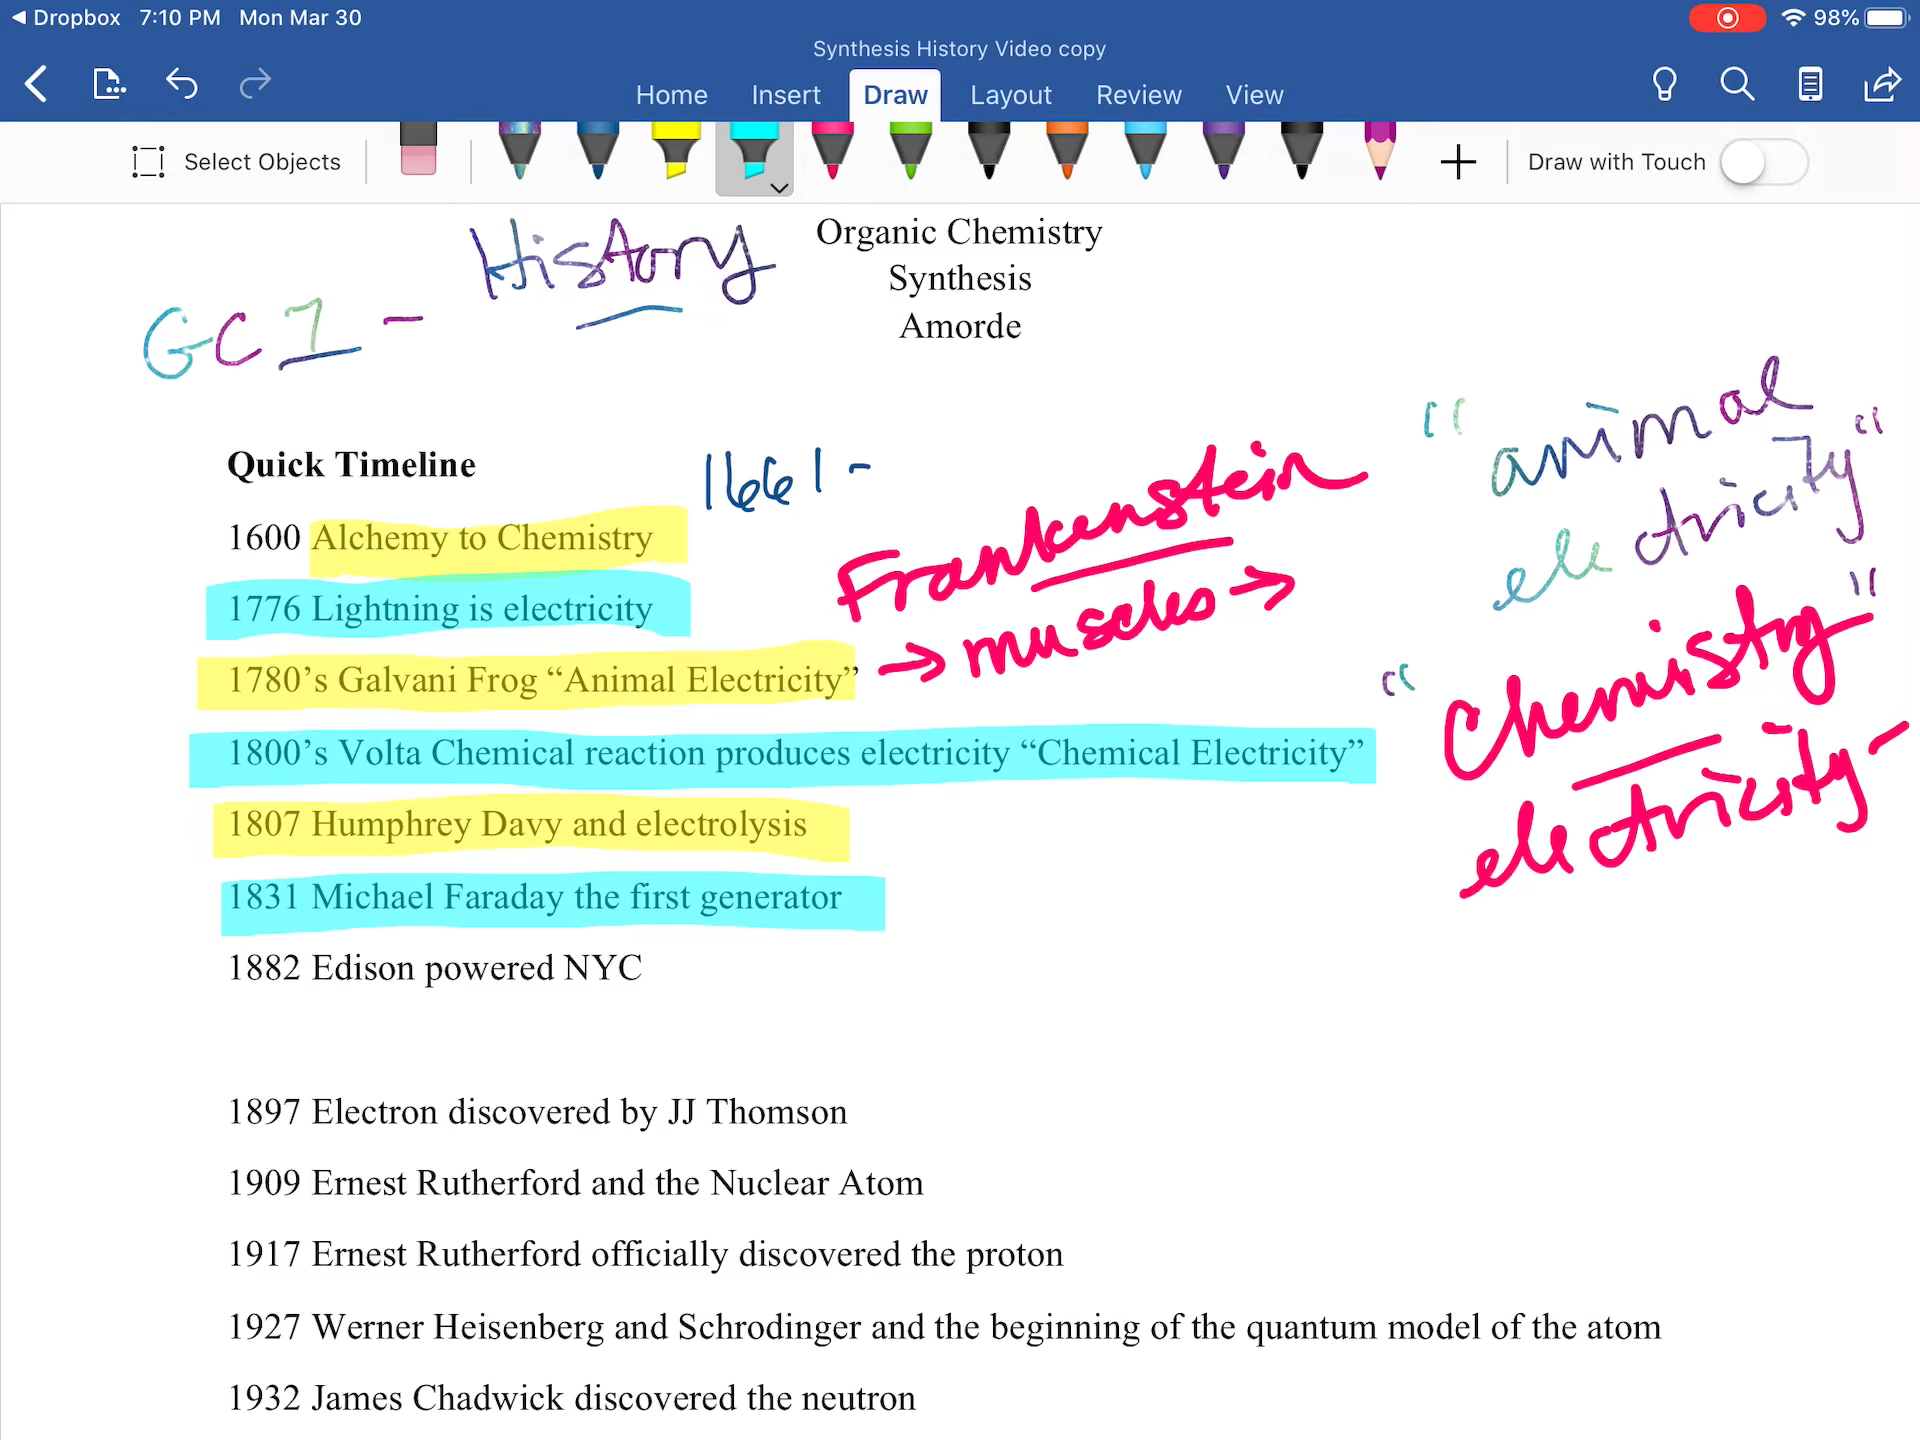 Dropbox 7:10 PM Mon Mar 30 98%
Synthesis History Video copy
Home Insert Draw Layout Review View
Select Objects Draw with Touch
History
GC1 -
Organic Chemistry
Synthesis
Amorde
"animal
electricity"
Quick Timeline
1661 -
1600 Alchemy to Chemistry
Frankenstein
1776 Lightning is electricity
→ muscles →
1780’s Galvani Frog “Animal Electricity”
"Chemistry"
electricity -
1800’s Volta Chemical reaction produces electricity “Chemical Electricity”
1807 Humphrey Davy and electrolysis
1831 Michael Faraday the first generator
1882 Edison powered NYC
1897 Electron discovered by JJ Thomson
1909 Ernest Rutherford and the Nuclear Atom
1917 Ernest Rutherford officially discovered the proton
1927 Werner Heisenberg and Schrodinger and the beginning of the quantum model of the atom
1932 James Chadwick discovered the neutron